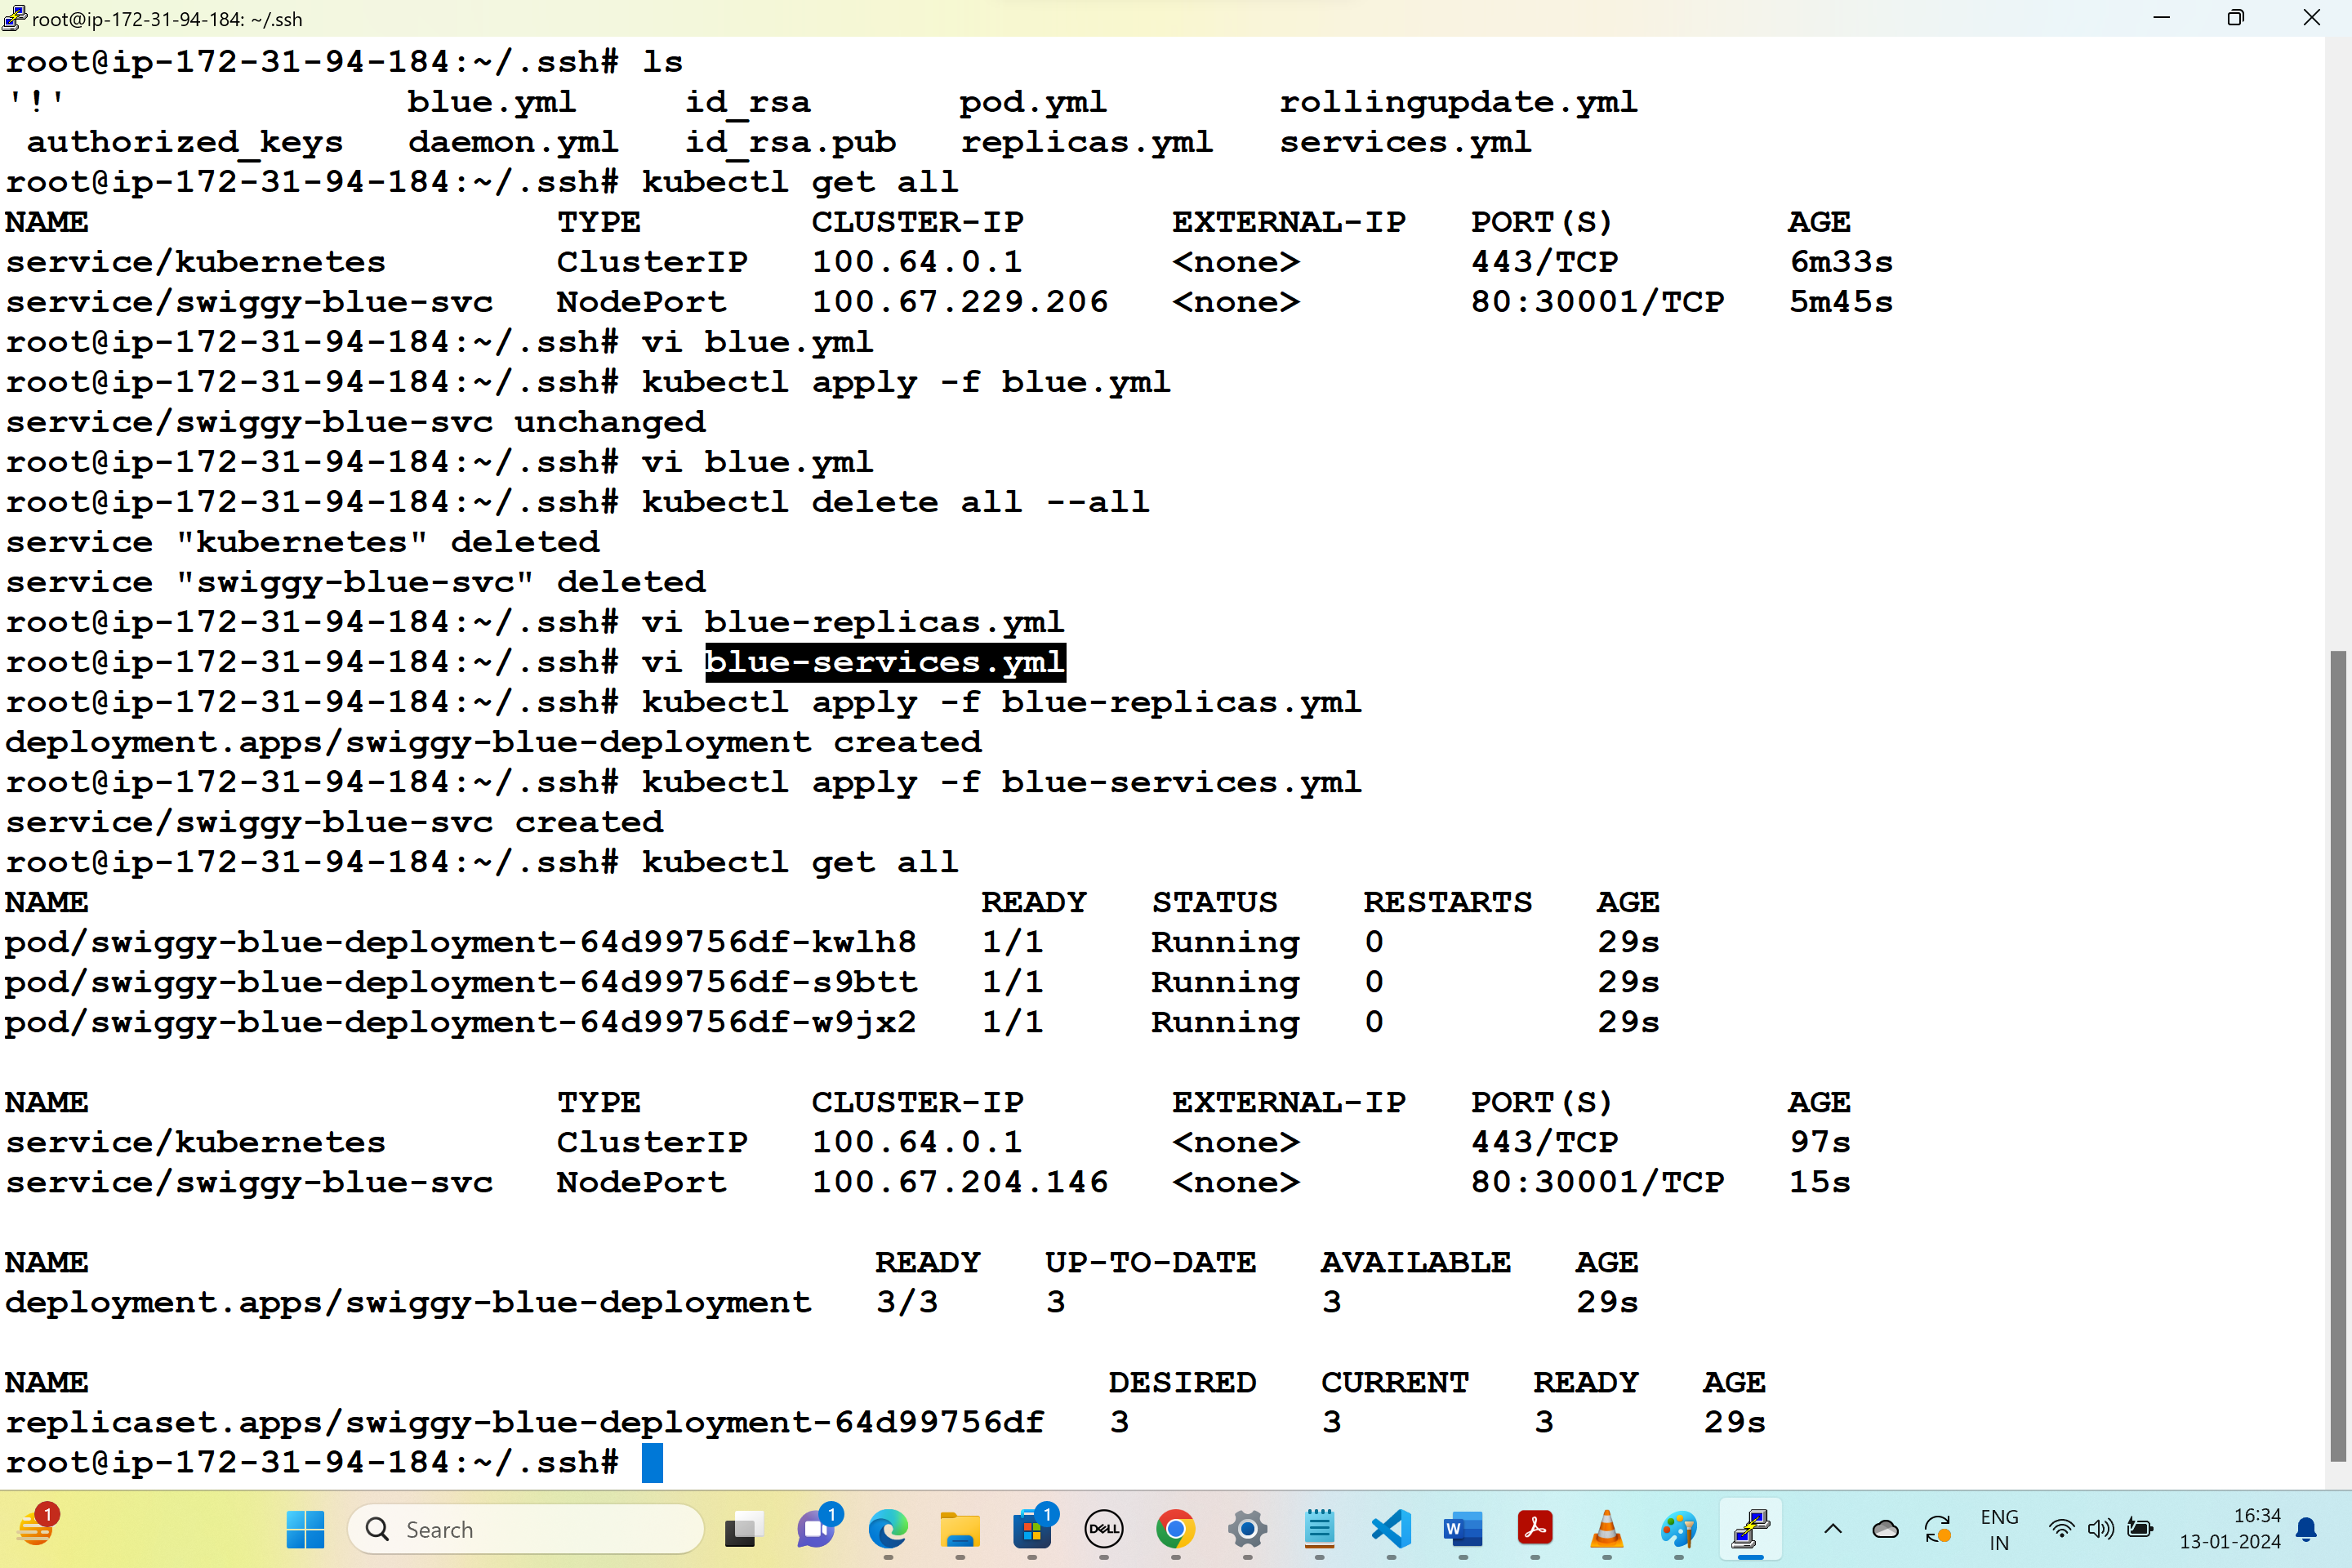 root@ip-172-31-94-184: ~/.ssh
root@ip-172-31-94-184:~/.ssh# ls
'!' blue.yml id_rsa pod.yml rollingupdate.yml
authorized_keys daemon.yml id_rsa.pub replicas.yml services.yml
root@ip-172-31-94-184:~/.ssh# kubectl get all
NAME TYPE CLUSTER-IP EXTERNAL-IP PORT(S) AGE
service/kubernetes ClusterIP 100.64.0.1 <none> 443/TCP 6m33s
service/swiggy-blue-svc NodePort 100.67.229.206 <none> 80:30001/TCP 5m45s
root@ip-172-31-94-184:~/.ssh# vi blue.yml
root@ip-172-31-94-184:~/.ssh# kubectl apply -f blue.yml
service/swiggy-blue-svc unchanged
root@ip-172-31-94-184:~/.ssh# vi blue.yml
root@ip-172-31-94-184:~/.ssh# kubectl delete all --all
service "kubernetes" deleted
service "swiggy-blue-svc" deleted
root@ip-172-31-94-184:~/.ssh# vi blue-replicas.yml
root@ip-172-31-94-184:~/.ssh# vi blue-services.yml
root@ip-172-31-94-184:~/.ssh# kubectl apply -f blue-replicas.yml
deployment.apps/swiggy-blue-deployment created
root@ip-172-31-94-184:~/.ssh# kubectl apply -f blue-services.yml
service/swiggy-blue-svc created
root@ip-172-31-94-184:~/.ssh# kubectl get all
NAME READY STATUS RESTARTS AGE
pod/swiggy-blue-deployment-64d99756df-kwlh8 1/1 Running 0 29s
pod/swiggy-blue-deployment-64d99756df-s9btt 1/1 Running 0 29s
pod/swiggy-blue-deployment-64d99756df-w9jx2 1/1 Running 0 29s
NAME TYPE CLUSTER-IP EXTERNAL-IP PORT(S) AGE
service/kubernetes ClusterIP 100.64.0.1 <none> 443/TCP 97s
service/swiggy-blue-svc NodePort 100.67.204.146 <none> 80:30001/TCP 15s
NAME READY UP-TO-DATE AVAILABLE AGE
deployment.apps/swiggy-blue-deployment 3/3 3 3 29s
NAME DESIRED CURRENT READY AGE
replicaset.apps/swiggy-blue-deployment-64d99756df 3 3 3 29s
root@ip-172-31-94-184:~/.ssh#
1 Search 1 1 DELL W ENG 16:34
IN 13-01-2024